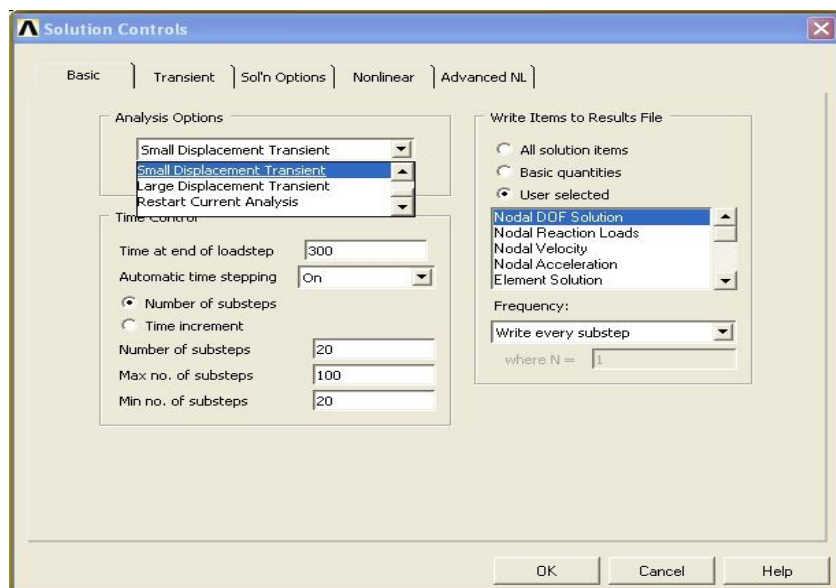 Solution Controls
Basic
Transient
Sol'n Options
Nonlinear
Advanced NL
Analysis Options
Small Displacement Transient
Small Displacement Transient
Large Displacement Transient
Restart Current Analysis
Time Control
Time at end of loadstep 300
Automatic time stepping On
Number of substeps
Time increment
Number of substeps 20
Max no. of substeps 100
Min no. of substeps 20
Write Items to Results File
All solution items
Basic quantities
User selected
Nodal DOF Solution
Nodal Reaction Loads
Nodal Velocity
Nodal Acceleration
Element Solution
Frequency:
Write every substep
where N = 1
OK
Cancel
Help